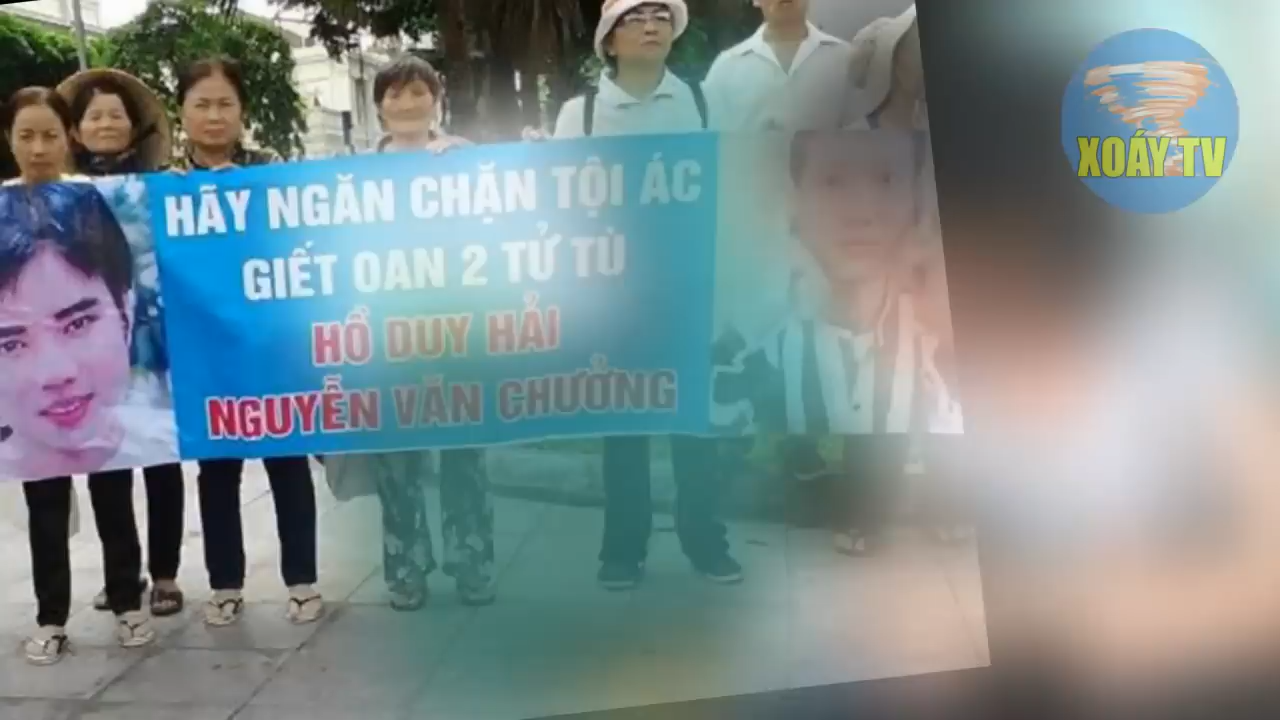 HÃY NGĂN CHẶN TỘI ÁC
GIẾT OAN 2 TỬ TÙ
HỒ DUY HẢI
NGUYỄN VĂN CHƯỞNG
XOÁY TV